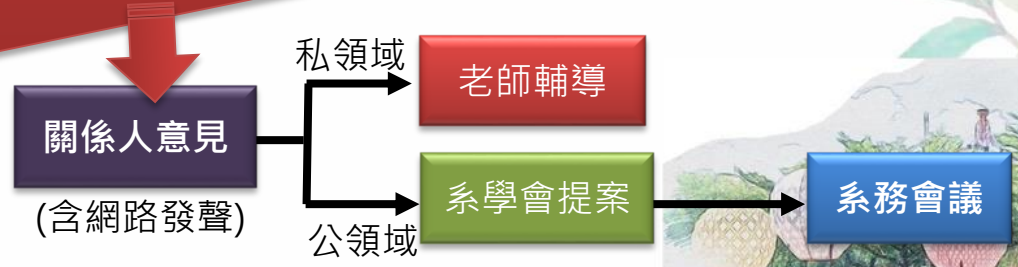 私領域
老師輔導
關係人意見
(含網路發聲)
系學會提案
系務會議
公領域